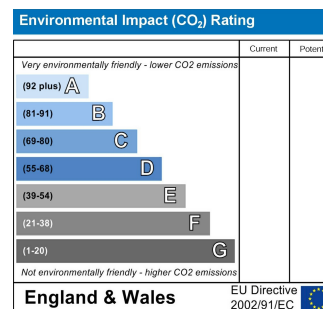 Environmental Impact (CO₂) Rating
Current Potent
Very environmentally friendly - lower CO2 emissions
(92 plus) A
(81-91) B
(69-80) C
(55-68) D
(39-54) E
(21-38) F
(1-20) G
Not environmentally friendly - higher CO2 emissions
England & Wales
EU Directive
2002/91/EC